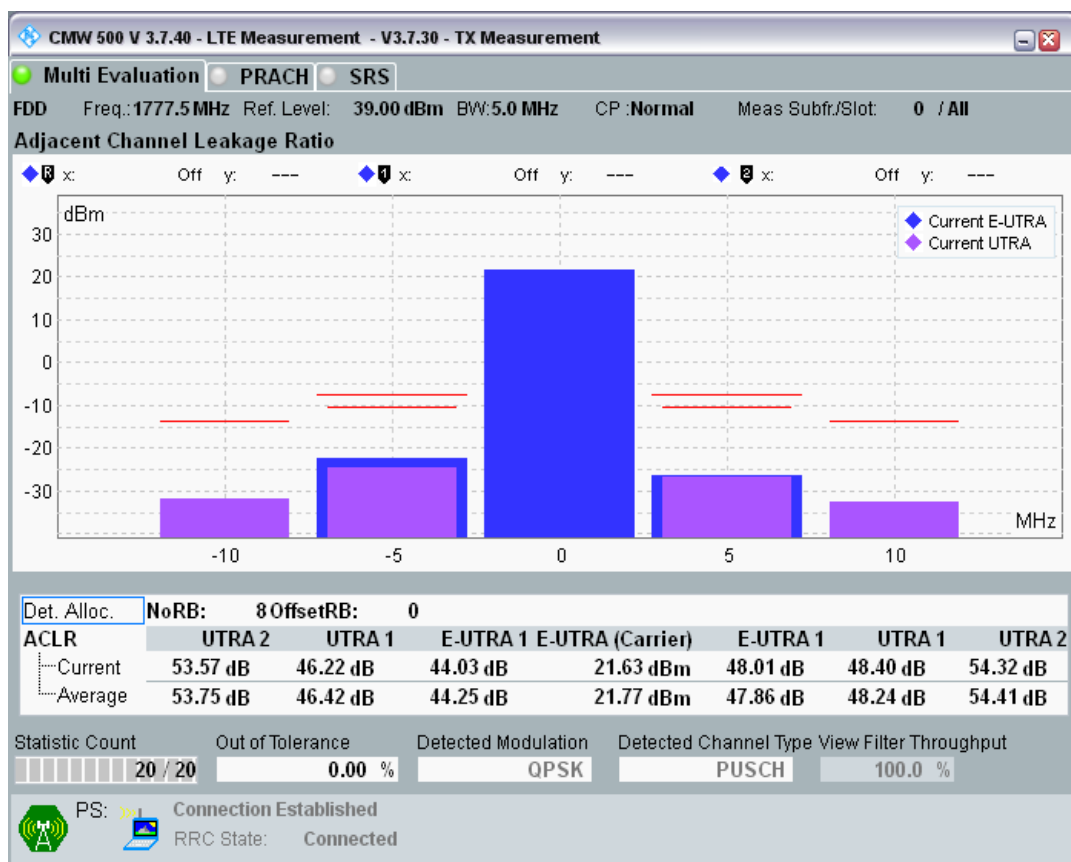 CMW 500 V 3.7.40 - LTE Measurement - V3.7.30 - TX Measurement
Multi Evaluation PRACH SRS
FDD Freq.: 1777.5 MHz Ref. Level: 39.00 dBm BW: 5.0 MHz CP : Normal Meas Subfr./Slot: 0 / All
Adjacent Channel Leakage Ratio
R x: Off y: --- 1 x: Off y: --- 2 x: Off y: ---
dBm
Current E-UTRA
Current UTRA
30
20
10
0
-10
-20
-30
MHz
-10 -5 0 5 10
Det. Alloc. NoRB: 8 OffsetRB: 0
ACLR UTRA 2 UTRA 1 E-UTRA 1 E-UTRA (Carrier) E-UTRA 1 UTRA 1 UTRA 2
Current 53.57 dB 46.22 dB 44.03 dB 21.63 dBm 48.01 dB 48.40 dB 54.32 dB
Average 53.75 dB 46.42 dB 44.25 dB 21.77 dBm 47.86 dB 48.24 dB 54.41 dB
Statistic Count Out of Tolerance Detected Modulation Detected Channel Type View Filter Throughput
20 / 20 0.00 % QPSK PUSCH 100.0 %
PS: Connection Established
RRC State: Connected